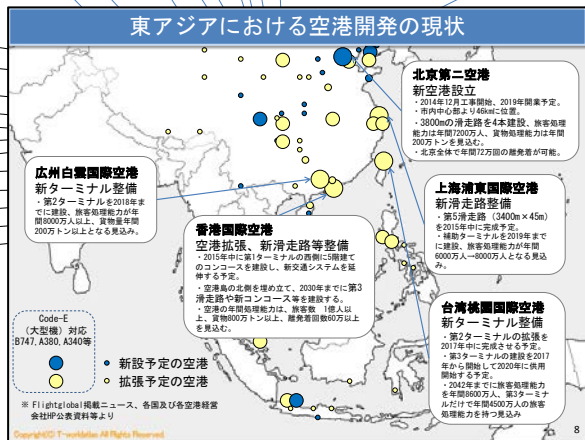 東アジアにおける空港開発の現状
北京第二空港
新空港設立
・2014年12月工事開始、2019年開業予定。
・市内中心部より46kmに位置。
・3800mの滑走路を4本建設、旅客処理
能力は年間7200万人、貨物処理能力は年間
200万トンを見込む。
・北京全体で年間72万回の離発着が可能。
広州白雲国際空港
新ターミナル整備
・第2ターミナルを2018年ま
でに建設、旅客処理能力が年
間8000万人以上、貨物量年間
200万トン以上となる見込み。
上海浦東国際空港
新滑走路整備
・第5滑走路（3400m×45m）
を2015年中に完成予定。
・補助ターミナルを2019年まで
に建設、旅客処理能力が年間
6000万人→8000万人となる見込
み。
香港国際空港
空港拡張、新滑走路等整備
・2015年中に第1ターミナルの西側に5階建て
のコンコースを建設し、新交通システムを延
伸する予定。
・空港島の北側を埋め立て、2030年までに第3
滑走路や新コンコース等を建設する。
・空港の年間処理能力は、旅客数 1億人以
上、貨物800万トン以上、離発着回数60万以上
を見込む。
台湾桃園国際空港
新ターミナル整備
・第2ターミナルの拡張を
2017年中に完成させる予定。
・第3ターミナルの建設を2017
年から開始して2020年に供用
開始する予定。
・2042年までに旅客処理能力
を年間8600万人、第3ターミナ
ルだけで年間4500万人の旅客
処理能力を持つ見込み
Code-E
（大型機）対応
B747,A380,A340等
新設予定の空港
拡張予定の空港
※ Flightglobal掲載ニュース、各国及び各空港経営
会社HP公表資料等より
Copyright(C) T-worldatlas All Rights Reserved
8